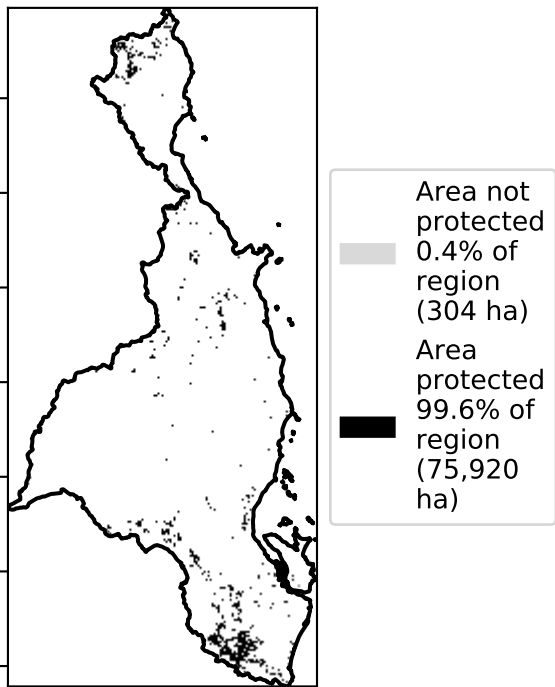 Area not
protected
0.4% of
region
(304 ha)
Area
protected
99.6% of
region
(75,920
ha)